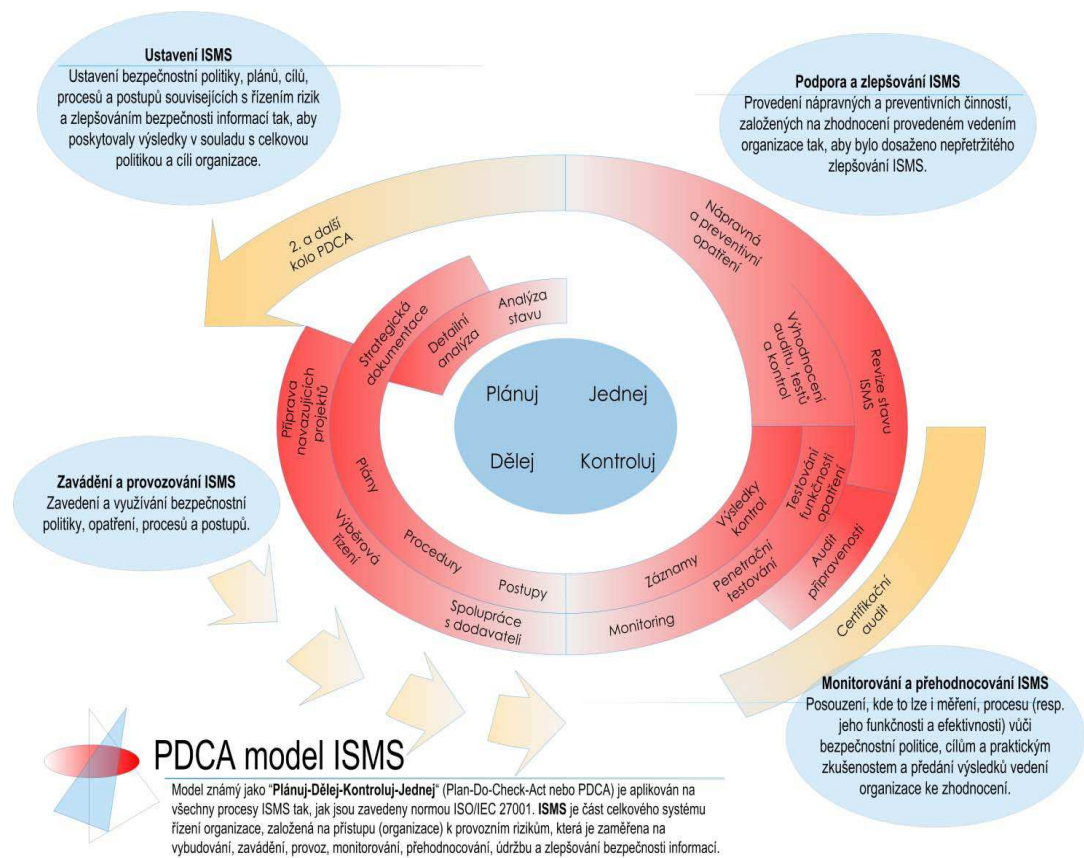 Ustavení ISMS
Ustavení bezpečnostní politiky, plánů, cílů,
procesů a postupů souvisejících s řízením rizik
a zlepšováním bezpečnosti informací tak, aby
poskytovaly výsledky v souladu s celkovou
politikou a cíli organizace.
Podpora a zlepšování ISMS
Provedení nápravných a preventivních činností,
založených na zhodnocení provedeném vedením
organizace tak, aby bylo dosaženo nepřetržitého
zlepšování ISMS.
2. a další
kolo PDCA
Nápravná
a preventivní
opatření
Strategická
dokumentace
Detailní
analýza
Analýza
stavu
Výhodnocení
auditu, testů
a kontrol
Revize stavu
ISMS
Příprava
navazujících
projektů
Plánuj
Jednej
Dělej
Kontroluj
Zavádění a provozování ISMS
Zavedení a využívání bezpečnostní
politiky, opatření, procesů a postupů.
Plány
Procedury
Postupy
Výběrová
řízení
Spolupráce
s dodavateli
Záznamy
Výsledky
kontrol
Monitoring
Penetrační
testování
Testování
funkčnosti
opatření
Audit
připravenosti
Certifikační
audit
Monitorování a přehodnocování ISMS
Posouzení, kde to lze i měření, procesu (resp.
jeho funkčnosti a efektivnosti) vůči
bezpečnostní politice, cílům a praktickým
zkušenostem a předání výsledků vedení
organizace ke zhodnocení.
PDCA model ISMS
Model známý jako "Plánuj-Dělej-Kontroluj-Jednej" (Plan-Do-Check-Act nebo PDCA) je aplikován na
všechny procesy ISMS tak, jak jsou zavedeny normou ISO/IEC 27001. ISMS je část celkového systému
řízení organizace, založená na přístupu (organizace) k provozním rizikům, která je zaměřena na
vybudování, zavádění, provoz, monitorování, přehodnocování, údržbu a zlepšování bezpečnosti informací.